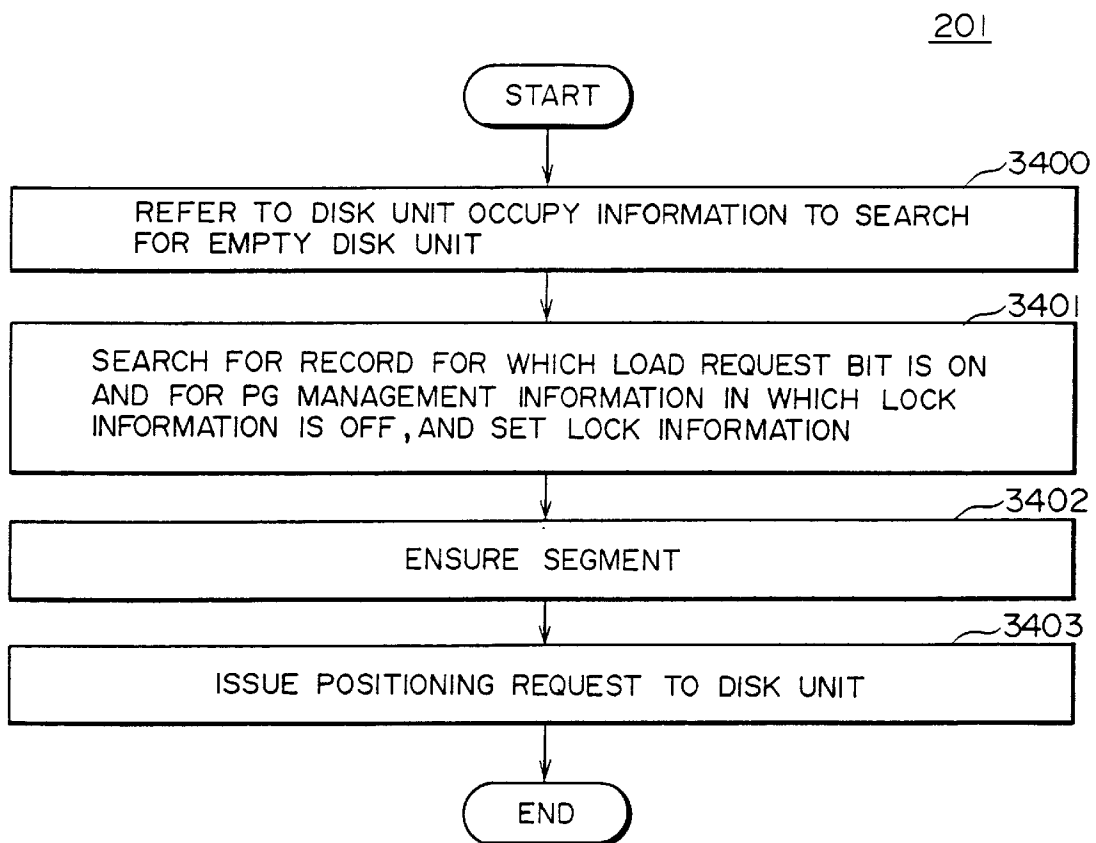 201
START
3400
REFER TO DISK UNIT OCCUPY INFORMATION TO SEARCH
FOR EMPTY DISK UNIT
3401
SEARCH FOR RECORD FOR WHICH LOAD REQUEST BIT IS ON
AND FOR PG MANAGEMENT INFORMATION IN WHICH LOCK
INFORMATION IS OFF, AND SET LOCK INFORMATION
3402
ENSURE SEGMENT
3403
ISSUE POSITIONING REQUEST TO DISK UNIT
END